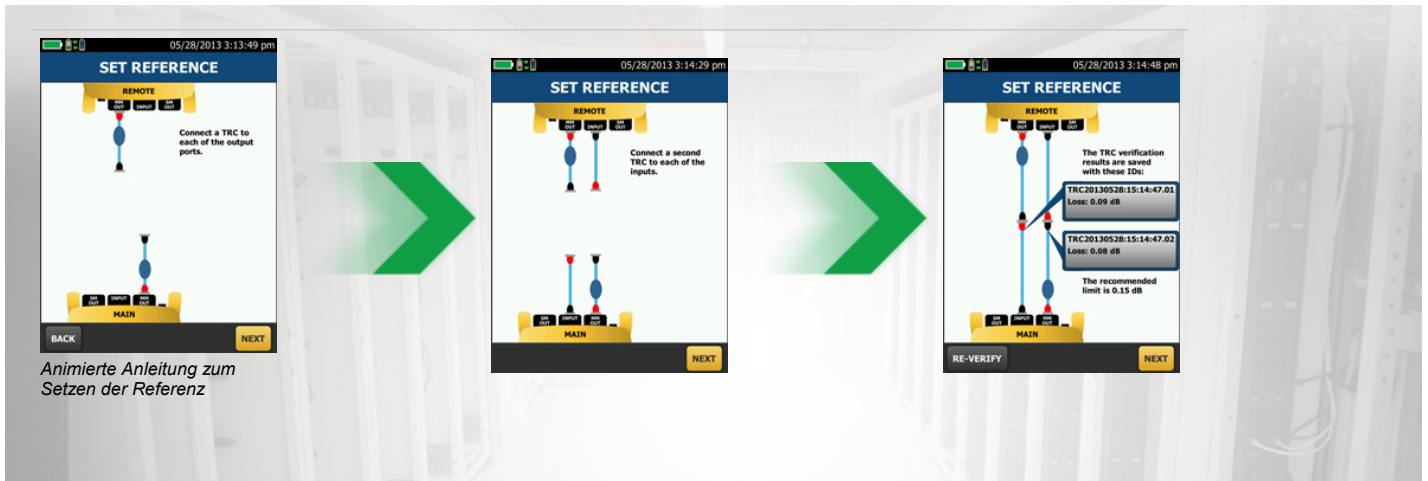 05/28/2013 3:13:49 pm
SET REFERENCE
REMOTE
MM OUT INPUT SM OUT
Connect a TRC to
each of the output
ports.
SM OUT INPUT MM OUT
MAIN
BACK NEXT
Animierte Anleitung zum
Setzen der Referenz
05/28/2013 3:14:29 pm
SET REFERENCE
REMOTE
MM OUT INPUT SM OUT
Connect a second
TRC to each of the
inputs.
SM OUT INPUT MM OUT
MAIN
NEXT
05/28/2013 3:14:48 pm
SET REFERENCE
REMOTE
MM OUT INPUT SM OUT
The TRC verification
results are saved
with these IDs:
TRC20130528:15:14:47.01
Loss: 0.09 dB
TRC20130528:15:14:47.02
Loss: 0.08 dB
The recommended
limit is 0.15 dB
SM OUT INPUT MM OUT
MAIN
RE-VERIFY NEXT